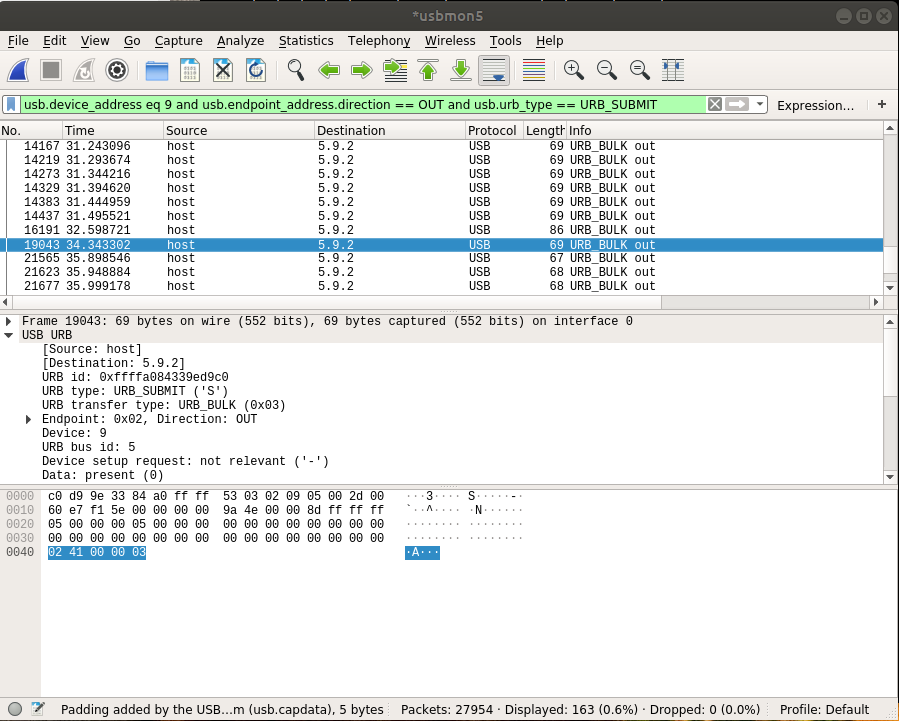 *usbmon5
File Edit View Go Capture Analyze Statistics Telephony Wireless Tools Help
usb.device_address eq 9 and usb.endpoint_address.direction == OUT and usb.urb_type == URB_SUBMIT Expression… +
No. Time Source Destination Protocol Length Info
14167 31.243096 host 5.9.2 USB 69 URB_BULK out
14219 31.293674 host 5.9.2 USB 69 URB_BULK out
14273 31.344216 host 5.9.2 USB 69 URB_BULK out
14329 31.394620 host 5.9.2 USB 69 URB_BULK out
14383 31.444959 host 5.9.2 USB 69 URB_BULK out
14437 31.495521 host 5.9.2 USB 69 URB_BULK out
16191 32.598721 host 5.9.2 USB 86 URB_BULK out
19043 34.343302 host 5.9.2 USB 69 URB_BULK out
21565 35.898546 host 5.9.2 USB 67 URB_BULK out
21623 35.948884 host 5.9.2 USB 68 URB_BULK out
21677 35.999178 host 5.9.2 USB 68 URB_BULK out
Frame 19043: 69 bytes on wire (552 bits), 69 bytes captured (552 bits) on interface 0
USB URB
[Source: host]
[Destination: 5.9.2]
URB id: 0xffffa084339ed9c0
URB type: URB_SUBMIT ('S')
URB transfer type: URB_BULK (0x03)
Endpoint: 0x02, Direction: OUT
Device: 9
URB bus id: 5
Device setup request: not relevant ('-')
Data: present (0)
0000 c0 d9 9e 33 84 a0 ff ff 53 03 02 09 05 00 2d 00 ···3···· S·····-·
0010 60 e7 f1 5e 00 00 00 00 9a 4e 00 00 8d ff ff ff `··^···· ·N······
0020 05 00 00 00 05 00 00 00 00 00 00 00 00 00 00 00 ········ ········
0030 00 00 00 00 00 00 00 00 00 00 00 00 00 00 00 00 ········ ········
0040 02 41 00 00 03 ·A···
Padding added by the USB…m (usb.capdata), 5 bytes Packets: 27954 · Displayed: 163 (0.6%) · Dropped: 0 (0.0%) Profile: Default